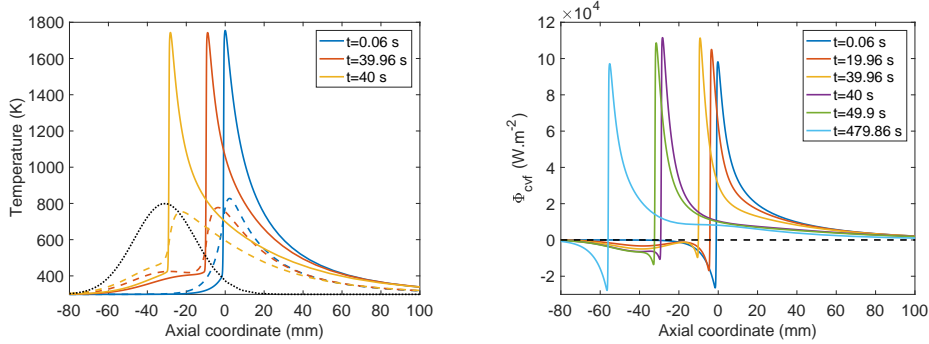 1800
1600
1400
1200
1000
800
600
400
-80 -60 -40 -20 0 20 40 60 80 100
Axial coordinate (mm)
Temperature (K)
t=0.06 s
t=39.96 s
t=40 s
×10⁴
12
10
8
6
4
2
0
-2
-80 -60 -40 -20 0 20 40 60 80 100
Axial coordinate (mm)
Φcvf (W.m⁻²)
t=0.06 s
t=19.96 s
t=39.96 s
t=40 s
t=49.9 s
t=479.86 s